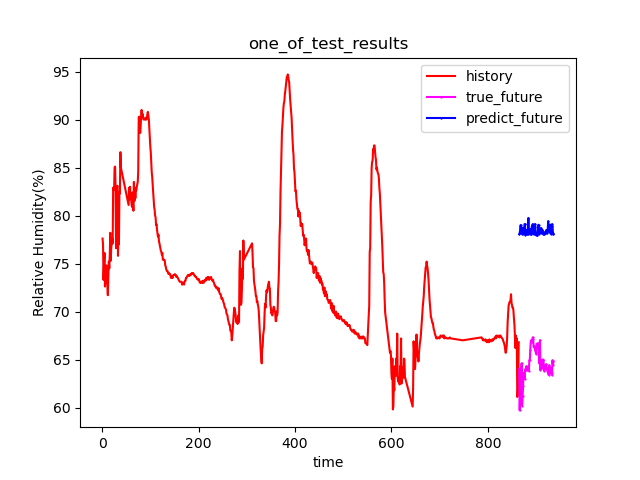 one_of_test_results
history
true_future
predict_future
95
90
85
80
75
70
65
60
Relative Humidity(%)
0
200
400
600
800
time